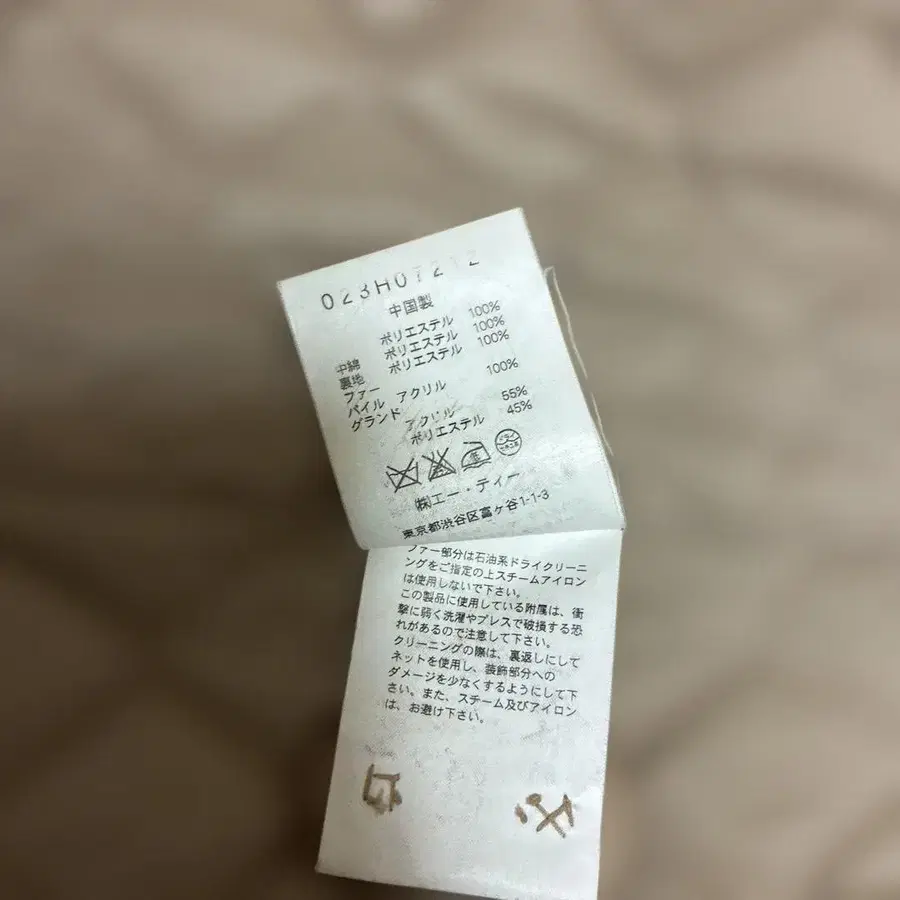 中国製
ポリエステル 100%
中綿 ポリエステル 100%
裏地 ポリエステル 100%
ファー
パイル アクリル 100%
グランド アクリル 55%
ポリエステル 45%
㈱エー・ティー
東京都渋谷区富ヶ谷1-1-3
ファー部分は石油系ドライクリーニ
ングをご指定の上スチームアイロン
は使用しないで下さい。
この製品に使用している附属は、衝
撃に弱く洗濯やプレスで破損する恐
れがあるので注意して下さい。
クリーニングの際は、裏返しにして
ネットを使用し、装飾部分への
ダメージを少なくするようにして下
さい。また、スチーム及びアイロン
は、お避け下さい。